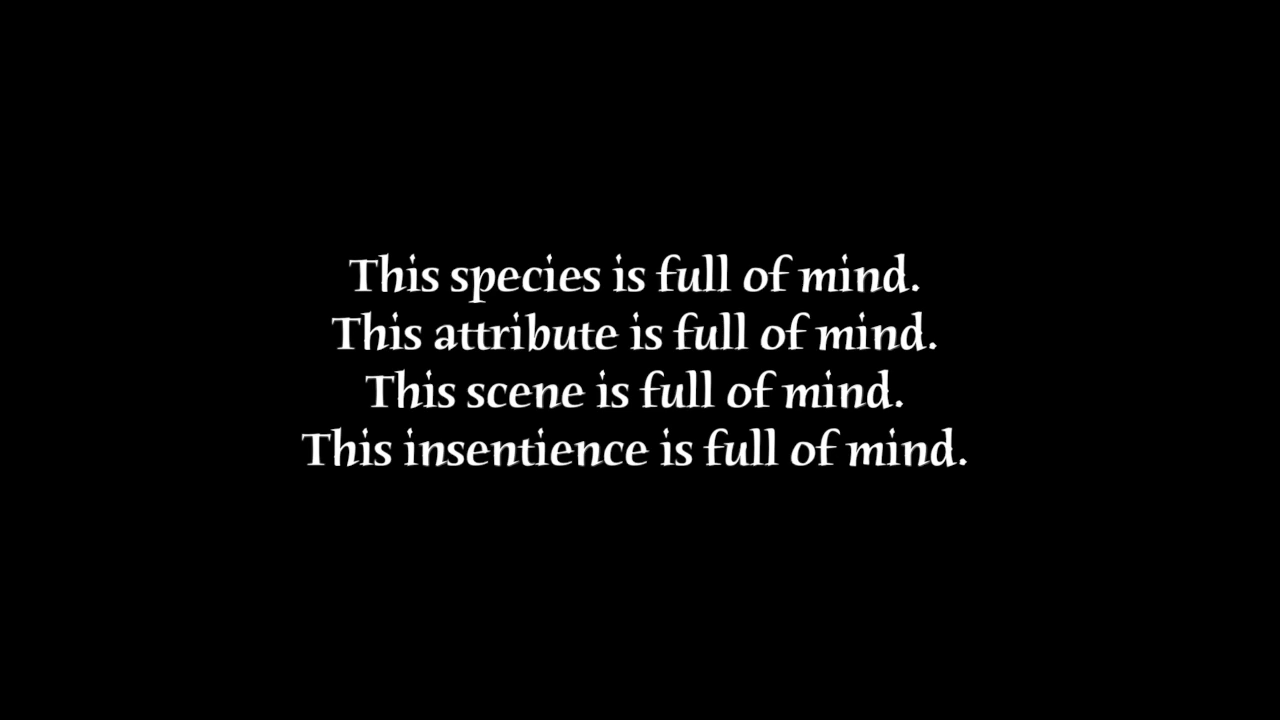 This species is full of mind.
This attribute is full of mind.
This scene is full of mind.
This insentience is full of mind.